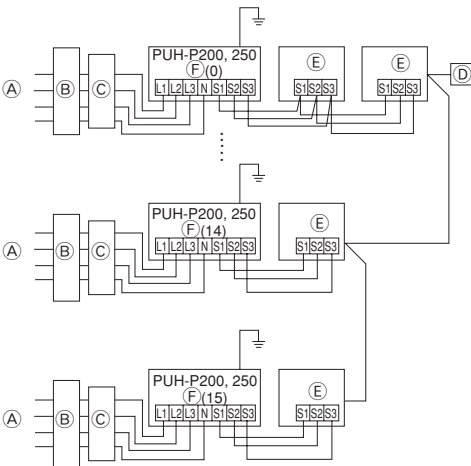 PUH-P200, 250
Ⓕ(0)
Ⓔ
Ⓔ
Ⓓ
Ⓐ
Ⓑ
Ⓒ
L1 L2 L3 N S1 S2 S3
S1 S2 S3
S1 S2 S3
PUH-P200, 250
Ⓕ(14)
Ⓔ
Ⓐ
Ⓑ
Ⓒ
L1 L2 L3 N S1 S2 S3
S1 S2 S3
PUH-P200, 250
Ⓕ(15)
Ⓔ
Ⓐ
Ⓑ
Ⓒ
L1 L2 L3 N S1 S2 S3
S1 S2 S3